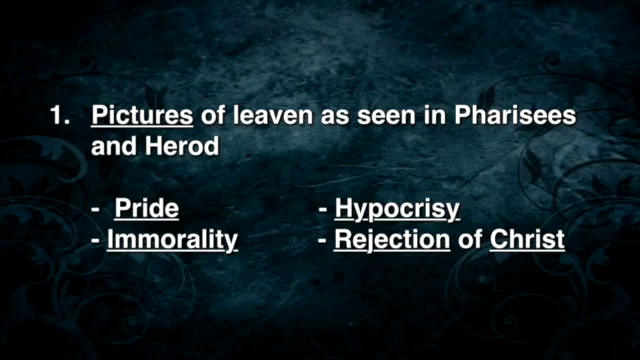 1. Pictures of leaven as seen in Pharisees
and Herod
- Pride - Hypocrisy
- Immorality - Rejection of Christ